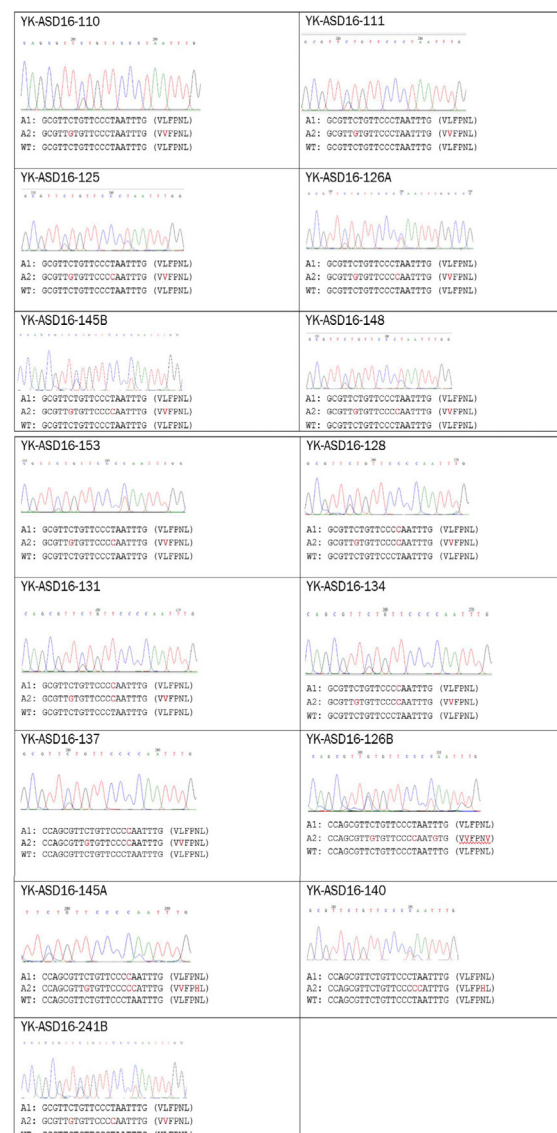 YK-ASD16-110
A1: GCGTTCTGTTCCCTAATTTG (VLFPNL)
A2: GCGTTGTGTTCCCTAATTTG (VVFPNL)
WT: GCGTTCTGTTCCCTAATTTG (VLFPNL)
YK-ASD16-111
A1: GCGTTCTGTTCCCTAATTTG (VLFPNL)
A2: GCGTTGTGTTCCCTAATTTG (VVFPNL)
WT: GCGTTCTGTTCCCTAATTTG (VLFPNL)
YK-ASD16-125
A1: GCGTTCTGTTCCCTAATTTG (VLFPNL)
A2: GCGTTGTGTTCCCCAATTTG (VVFPNL)
WT: GCGTTCTGTTCCCTAATTTG (VLFPNL)
YK-ASD16-126A
A1: GCGTTCTGTTCCCTAATTTG (VLFPNL)
A2: GCGTTGTGTTCCCCAATTTG (VVFPNL)
WT: GCGTTCTGTTCCCTAATTTG (VLFPNL)
YK-ASD16-145B
A1: GCGTTCTGTTCCCTAATTTG (VLFPNL)
A2: GCGTTGTGTTCCCCAATTTG (VVFPNL)
WT: GCGTTCTGTTCCCTAATTTG (VLFPNL)
YK-ASD16-148
A1: GCGTTCTGTTCCCTAATTTG (VLFPNL)
A2: GCGTTGTGTTCCCCAATTTG (VVFPNL)
WT: GCGTTCTGTTCCCTAATTTG (VLFPNL)
YK-ASD16-153
A1: GCGTTCTGTTCCCTAATTTG (VLFPNL)
A2: GCGTTGTGTTCCCCAATTTG (VVFPNL)
WT: GCGTTCTGTTCCCTAATTTG (VLFPNL)
YK-ASD16-128
A1: GCGTTCTGTTCCCCAATTTG (VLFPNL)
A2: GCGTTGTGTTCCCCAATTTG (VVFPNL)
WT: GCGTTCTGTTCCCTAATTTG (VLFPNL)
YK-ASD16-131
CAGCGTTCTGTTCCCCAATTTG
A1: GCGTTCTGTTCCCCAATTTG (VLFPNL)
A2: GCGTTGTGTTCCCCAATTTG (VVFPNL)
WT: GCGTTCTGTTCCCTAATTTG (VLFPNL)
YK-ASD16-134
CAGCGTTCTGTTCCCCAATTTG
A1: GCGTTCTGTTCCCCAATTTG (VLFPNL)
A2: GCGTTGTGTTCCCCAATTTG (VVFPNL)
WT: GCGTTCTGTTCCCTAATTTG (VLFPNL)
YK-ASD16-137
GCGTTCTGTTCCCCAATTTG
A1: CCAGCGTTCTGTTCCCCAATTTG (VLFPNL)
A2: CCAGCGTTGTGTTCCCCAATTTG (VVFPNL)
WT: CCAGCGTTCTGTTCCCTAATTTG (VLFPNL)
YK-ASD16-126B
A1: CCAGCGTTCTGTTCCCTAATTTG (VLFPNL)
A2: CCAGCGTTGTGTTCCCCAATGTG (VVFPNV)
WT: CCAGCGTTCTGTTCCCTAATTTG (VLFPNL)
YK-ASD16-145A
TTCTGTTCCCCAATTTG
A1: CCAGCGTTCTGTTCCCCAATTTG (VLFPNL)
A2: CCAGCGTTGTGTTCCCCCATTTG (VVFPHL)
WT: CCAGCGTTCTGTTCCCTAATTTG (VLFPNL)
YK-ASD16-140
A1: CCAGCGTTCTGTTCCCTAATTTG (VLFPNL)
A2: CCAGCGTTCTGTTCCCCCATTTG (VLFPHL)
WT: CCAGCGTTCTGTTCCCTAATTTG (VLFPNL)
YK-ASD16-241B
A1: GCGTTCTGTTCCCTAATTTG (VLFPNL)
A2: GCGTTGTGTTCCCCAATTTG (VVFPNL)